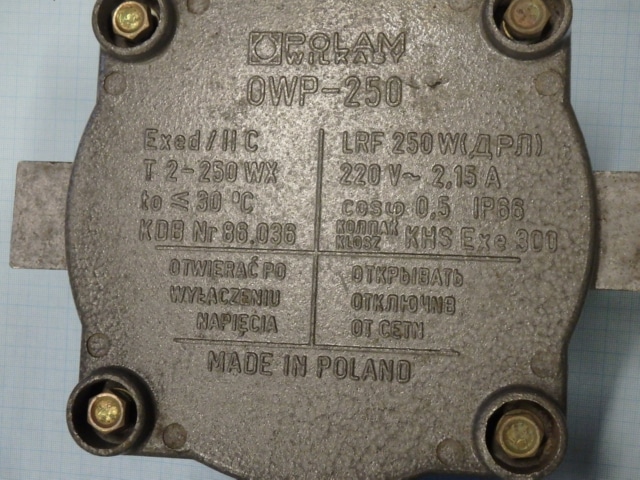 POLAM
WILKASY
OWP-250
Exed/II C
T 2-250 WX
to ≤ 30 °C
KDB Nr 86.036
LRF 250 W(ДРЛ)
220 V~ 2,15 A
cosφ 0,5 IP66
КОЛПАК
KLOSZ KHS Exe 300
OTWIERAĆ PO
WYŁĄCZENIU
NAPIĘCIA
ОТКРЫВАТЬ
ОТКЛЮЧИВ
ОТ СЕТИ
MADE IN POLAND